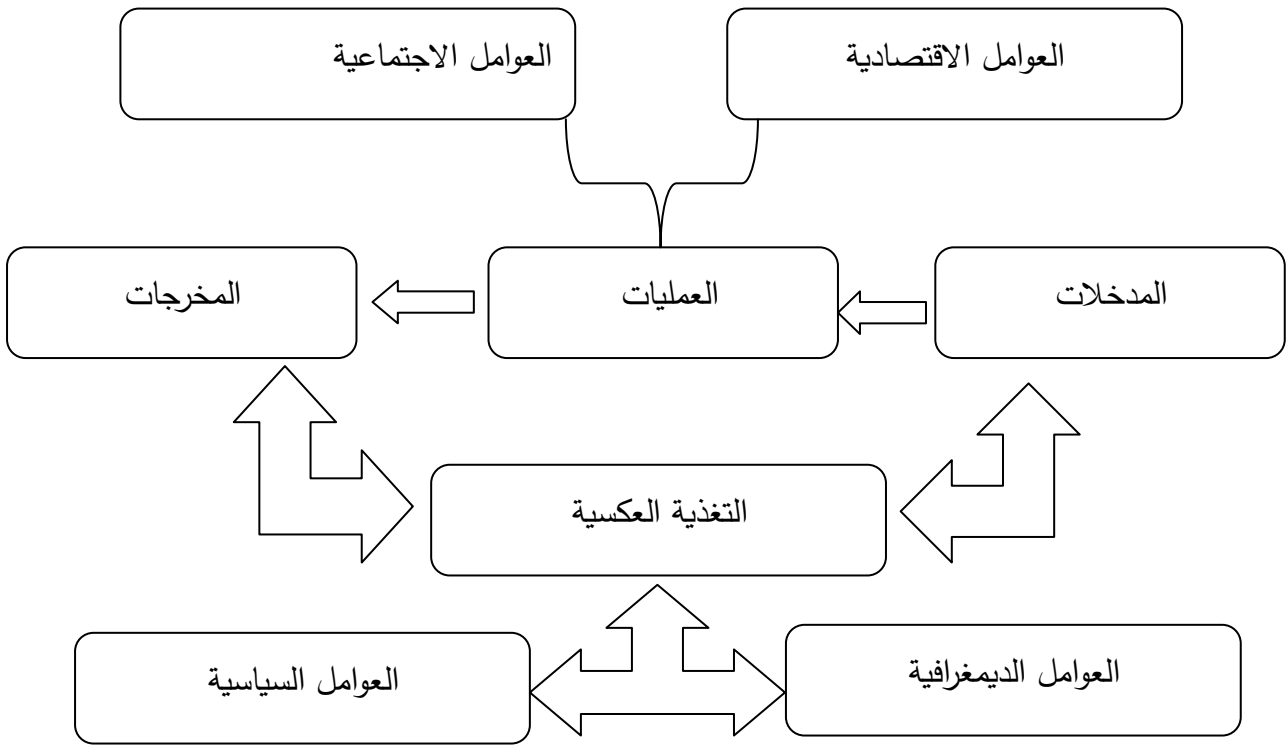 العوامل الاقتصادية
العوامل الاجتماعية
المدخلات
العمليات
المخرجات
التغذية العكسية
العوامل الديمغرافية
العوامل السياسية